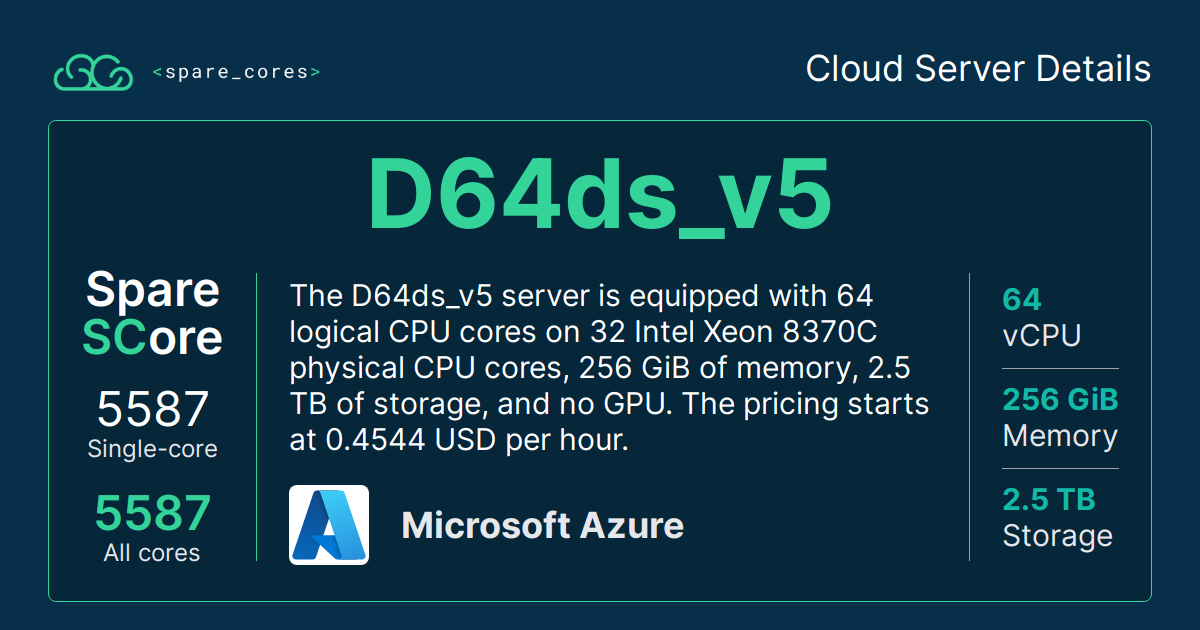 <spare_cores>
Cloud Server Details
D64ds_v5
Spare
SCore
5587
Single-core
5587
All cores
The D64ds_v5 server is equipped with 64
logical CPU cores on 32 Intel Xeon 8370C
physical CPU cores, 256 GiB of memory, 2.5
TB of storage, and no GPU. The pricing starts
at 0.4544 USD per hour.
Microsoft Azure
64
vCPU
256 GiB
Memory
2.5 TB
Storage